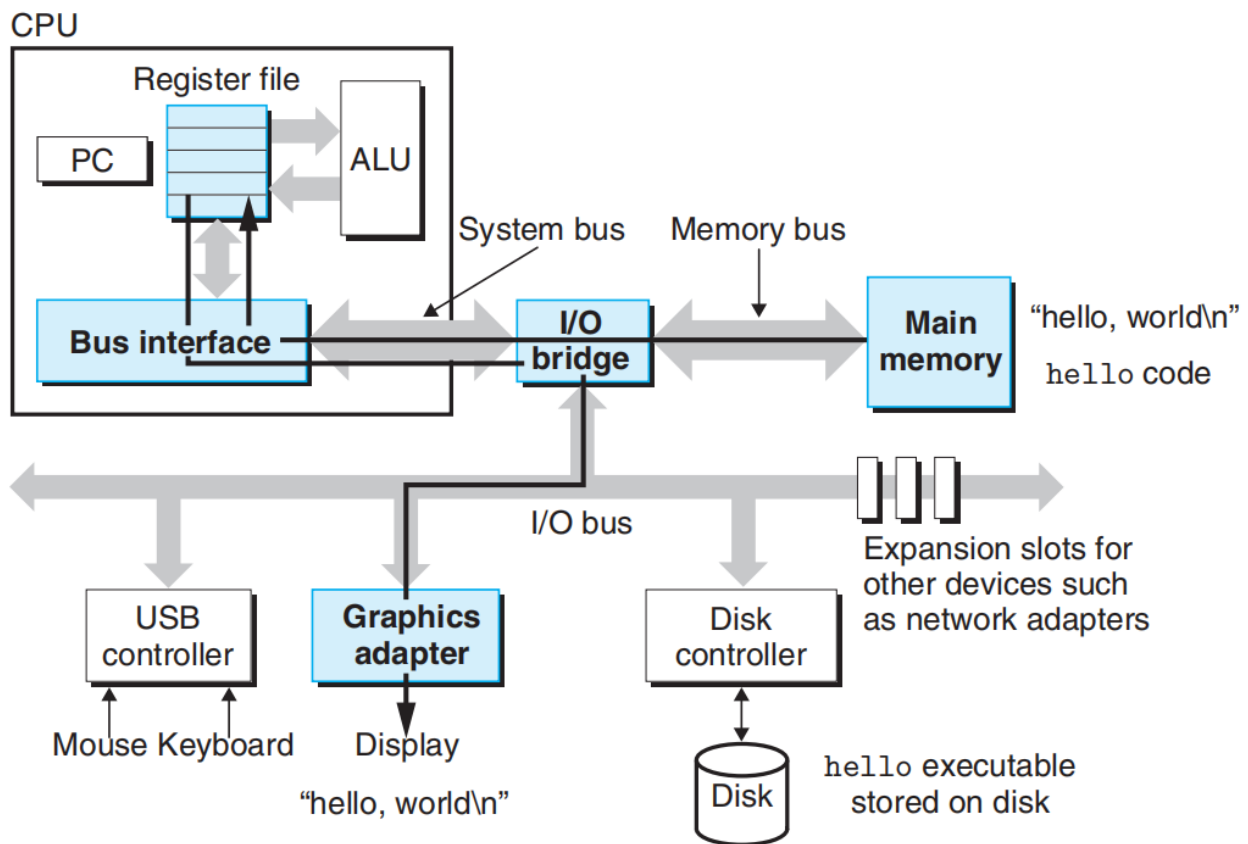 CPU
Register file
PC
ALU
System bus
Memory bus
Bus interface
I/O
bridge
Main
memory
“hello, world\n”
hello code
I/O bus
Expansion slots for
other devices such
as network adapters
USB
controller
Graphics
adapter
Disk
controller
Mouse Keyboard
Display
“hello, world\n”
Disk
hello executable
stored on disk